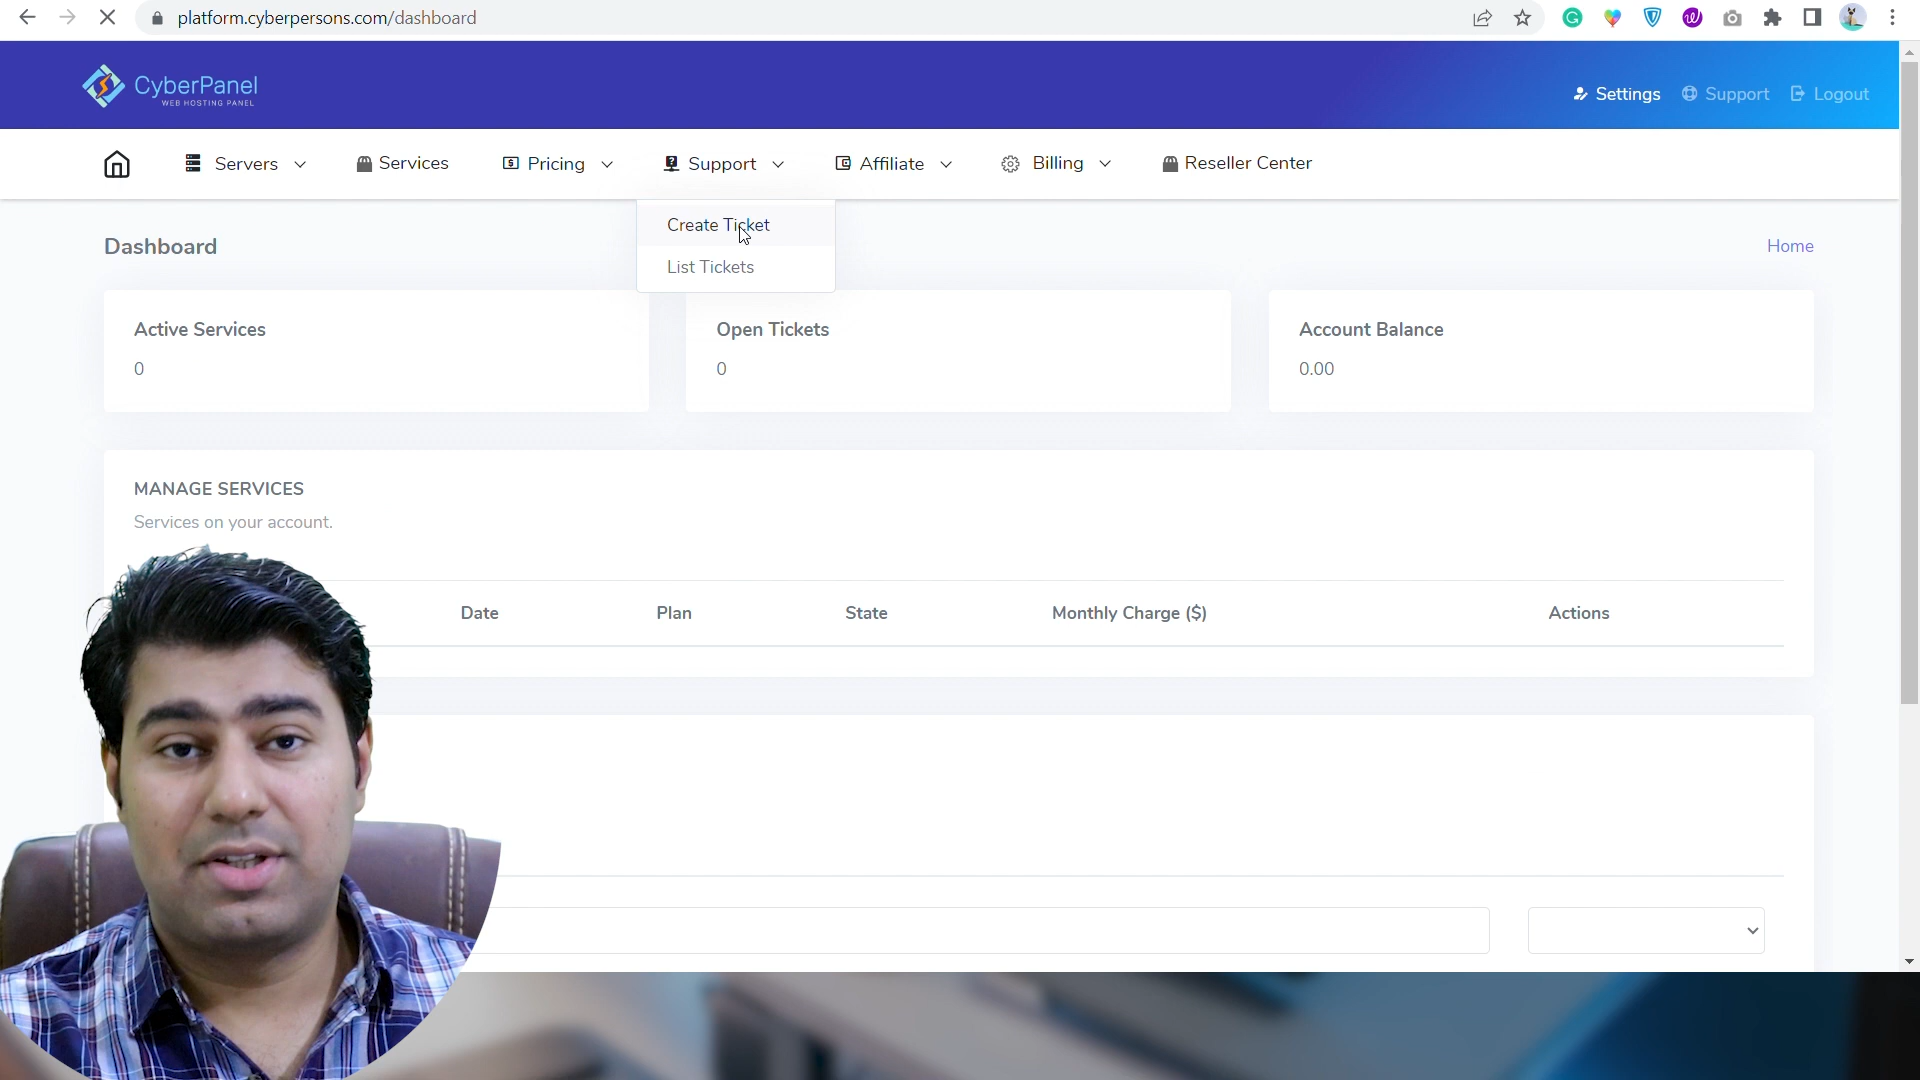 platform.cyberpersons.com/dashboard
CyberPanel
WEB HOSTING PANEL
Settings
Support
Logout
Servers
Services
Pricing
Support
Affiliate
Billing
Reseller Center
Create Ticket
List Tickets
Dashboard
Home
Active Services
0
Open Tickets
0
Account Balance
0.00
MANAGE SERVICES
Services on your account.
Date
Plan
State
Monthly Charge ($)
Actions